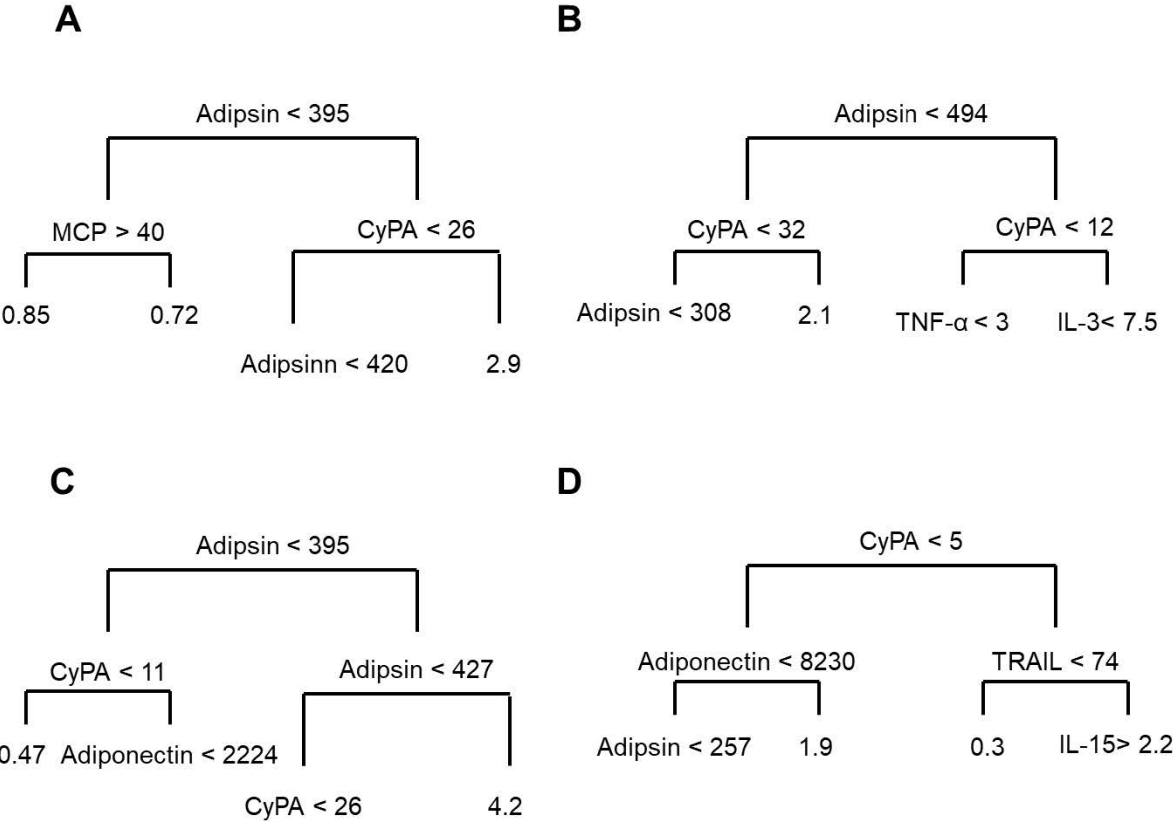 A
B
Adipsin < 395
Adipsin < 494
MCP > 40
CyPA < 26
CyPA < 32
CyPA < 12
0.85
0.72
Adipsin < 308
2.1
TNF-α < 3
IL-3< 7.5
Adipsinn < 420
2.9
C
D
Adipsin < 395
CyPA < 5
CyPA < 11
Adipsin < 427
Adiponectin < 8230
TRAIL < 74
0.47
Adiponectin < 2224
Adipsin < 257
1.9
0.3
IL-15> 2.2
CyPA < 26
4.2